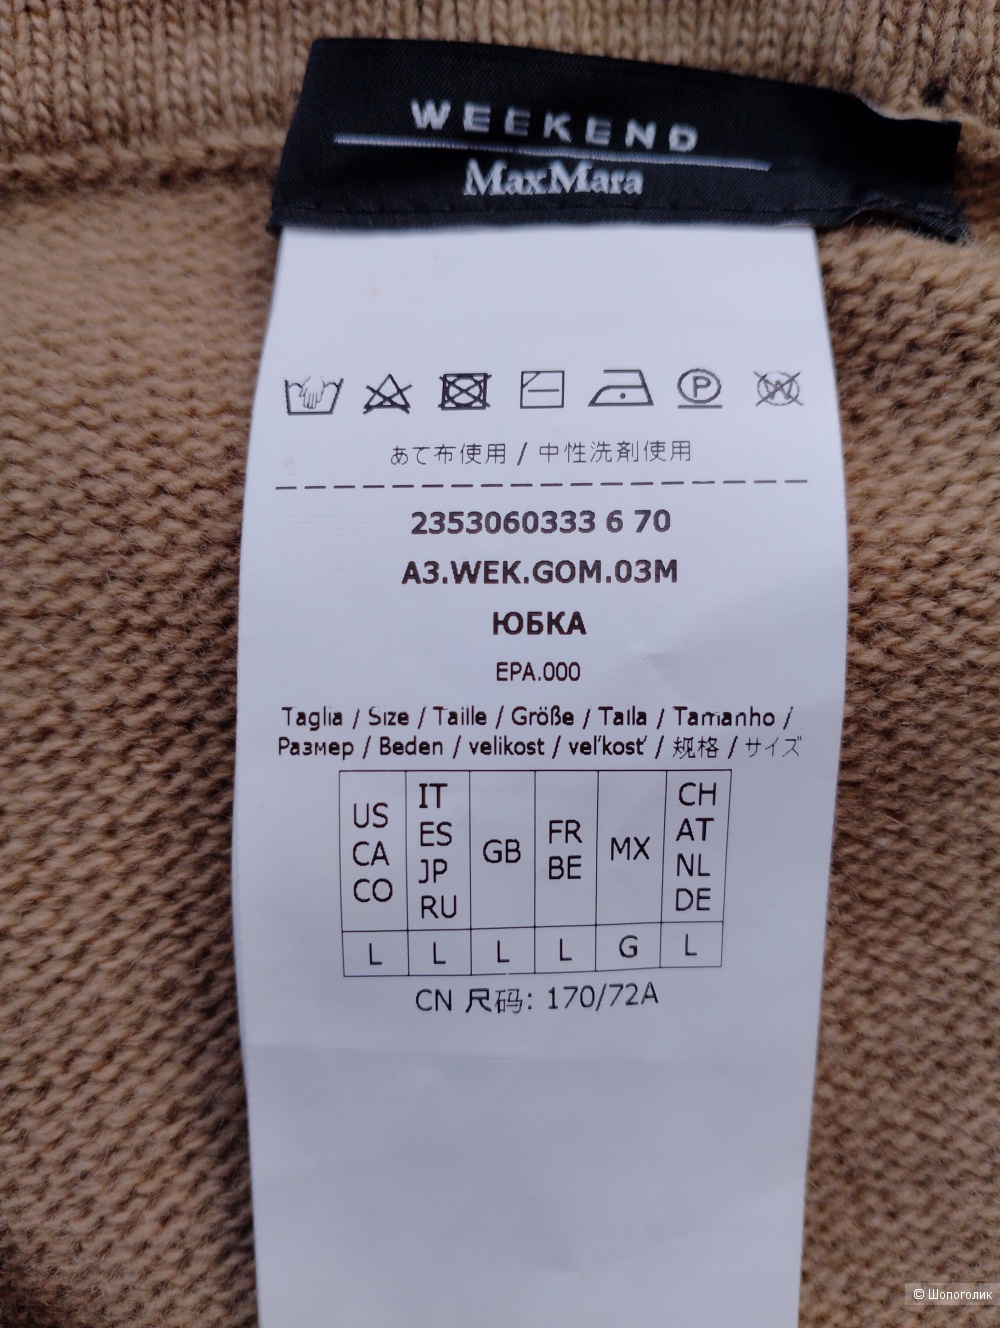 WEEKEND
MaxMara
P
W
あて布使用 / 中性洗剤使用
2353060333 6 70
A3.WEK.GOM.03M
ЮБКА
EPA.000
Taglia / Size / Taille / Größe / Talla / Tamanho /
Размер / Beden / velikost / veľkosť / 规格 / サイズ
US CA CO
IT ES JP RU
GB
FR BE
MX
CH AT NL DE
L L L L G L
CN 尺码: 170/72A
© Шопоголик